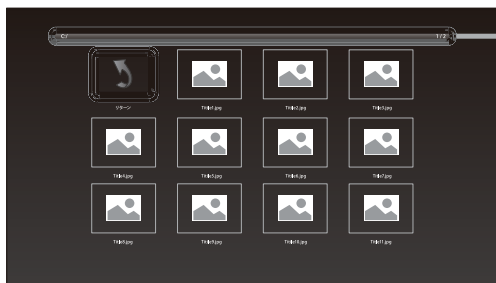 C:/ 1/2
リターン Title1.jpg Title2.jpg Title3.jpg
Title4.jpg Title5.jpg Title6.jpg Title7.jpg
Title8.jpg Title9.jpg Title10.jpg Title11.jpg